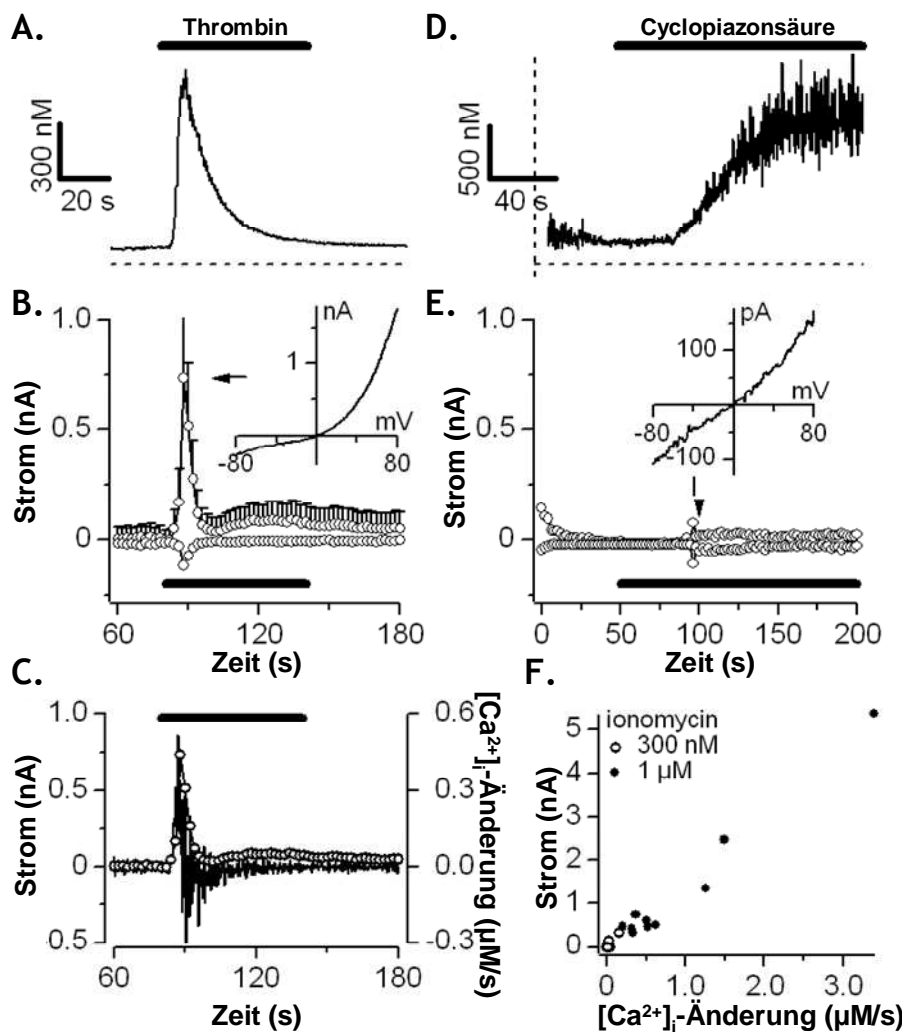 A.
Thrombin
300 nM
20 s
D.
Cyclopiazonsäure
500 nM
40 s
B.
1.0
0.5
0
Strom (nA)
nA
1
mV
-80
80
60
120
180
Zeit (s)
E.
1.0
0.5
0
Strom (nA)
pA
100
mV
-80
80
-100
0
50
100
150
200
Zeit (s)
C.
1.0
0.5
0
-0.5
Strom (nA)
0.6
0.3
0.0
-0.3
[Ca²⁺]ᵢ-Änderung (µM/s)
60
120
180
Zeit (s)
F.
ionomycin
300 nM
1 µM
5
4
3
2
1
0
Strom (nA)
0
1.0
2.0
3.0
[Ca²⁺]ᵢ-Änderung (µM/s)